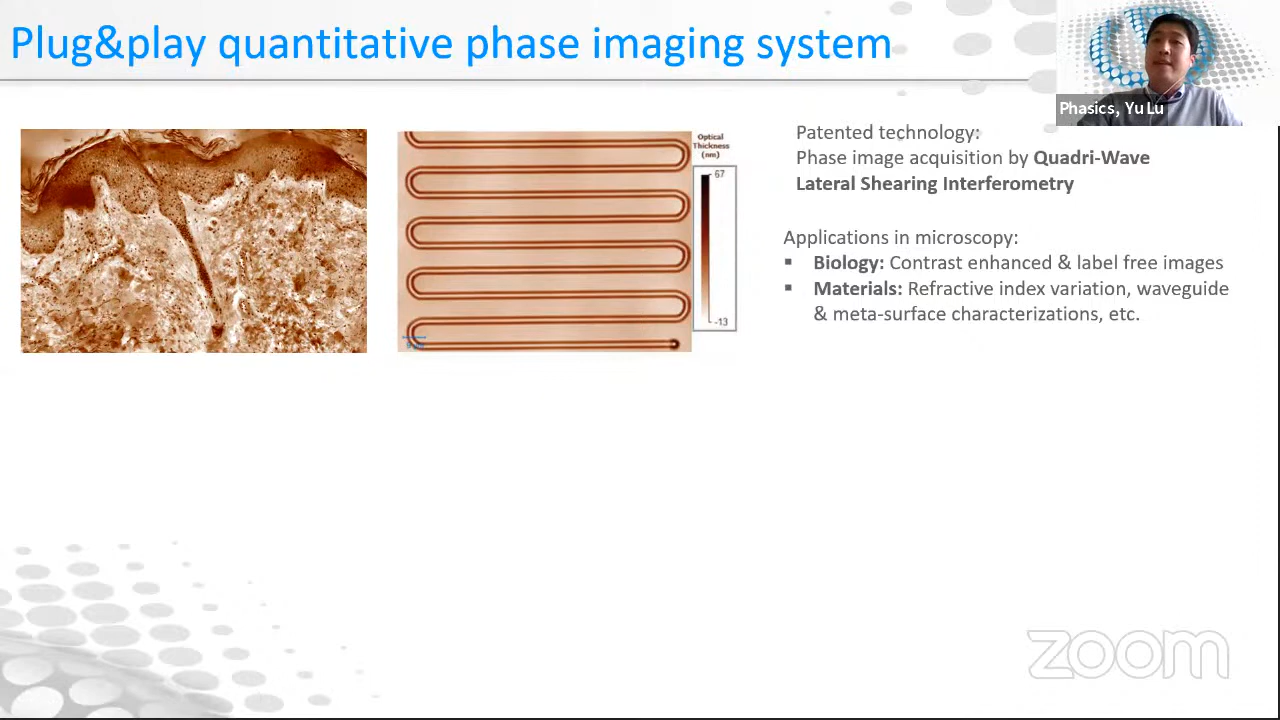 Plug&play quantitative phase imaging system
Phasics, Yu Lu
Optical
Thickness
(nm)
67
-13
Patented technology:
Phase image acquisition by Quadri-Wave
Lateral Shearing Interferometry
Applications in microscopy:
▪ Biology: Contrast enhanced & label free images
▪ Materials: Refractive index variation, waveguide
& meta-surface characterizations, etc.
zoom